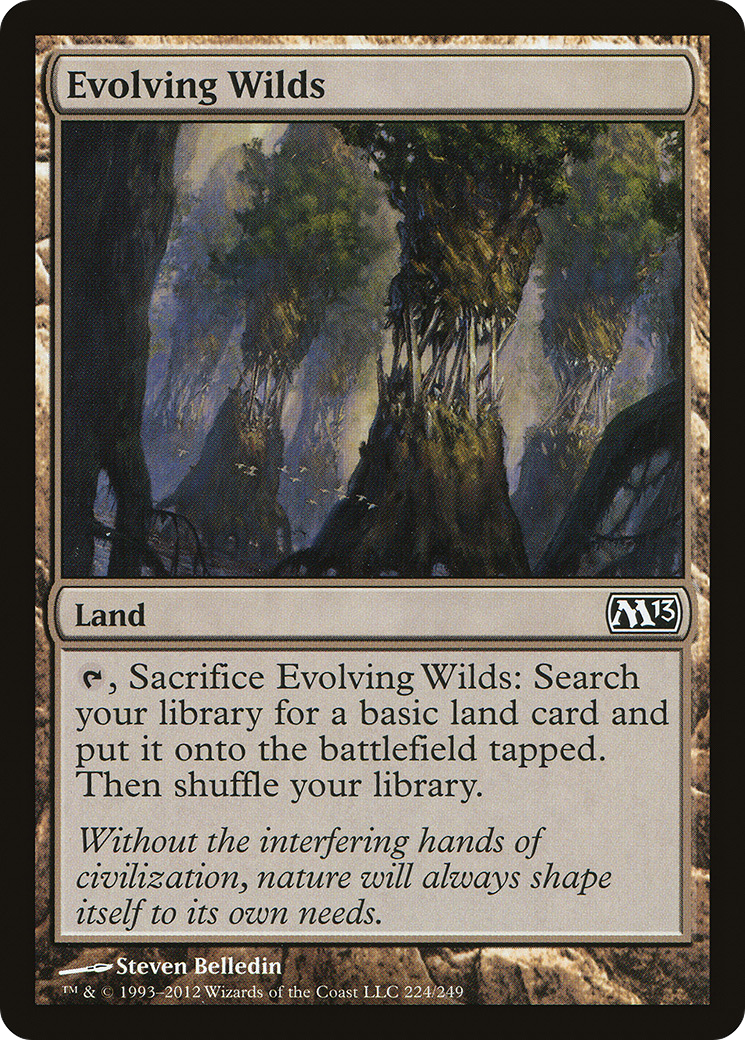 Evolving Wilds
Land
M13
, Sacrifice Evolving Wilds: Search
your library for a basic land card and
put it onto the battlefield tapped.
Then shuffle your library.
Without the interfering hands of
civilization, nature will always shape
itself to its own needs.
Steven Belledin
™ & © 1993–2012 Wizards of the Coast LLC 224/249